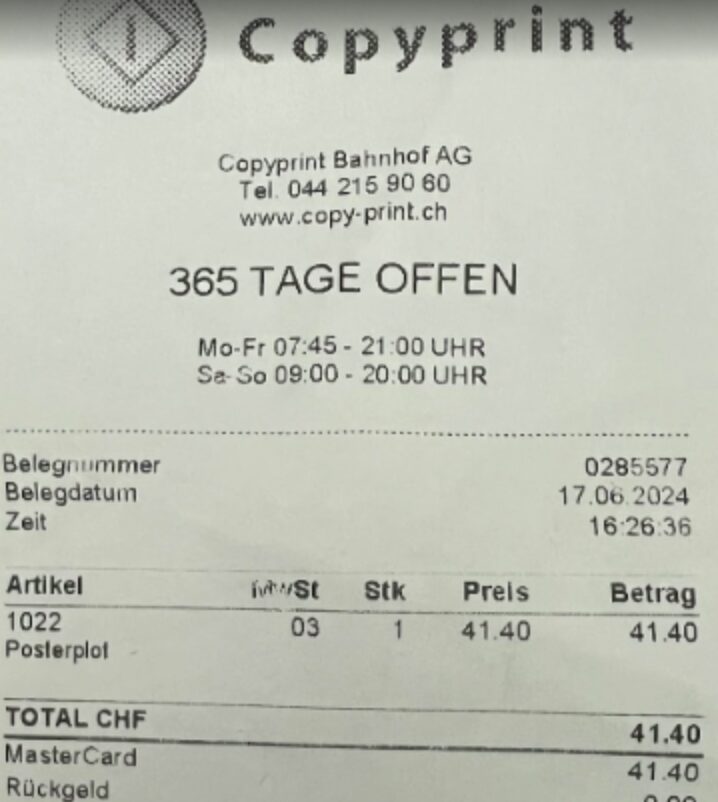 Copyprint
Copyprint Bahnhof AG
Tel. 044 215 90 60
www.copy-print.ch
365 TAGE OFFEN
Mo-Fr 07:45 - 21:00 UHR
Sa-So 09:00 - 20:00 UHR
Belegnummer 0285577
Belegdatum 17.06.2024
Zeit 16:26:36
Artikel MwSt Stk Preis Betrag
1022 03 1 41.40 41.40
Posterplot
TOTAL CHF 41.40
MasterCard 41.40
Rückgeld